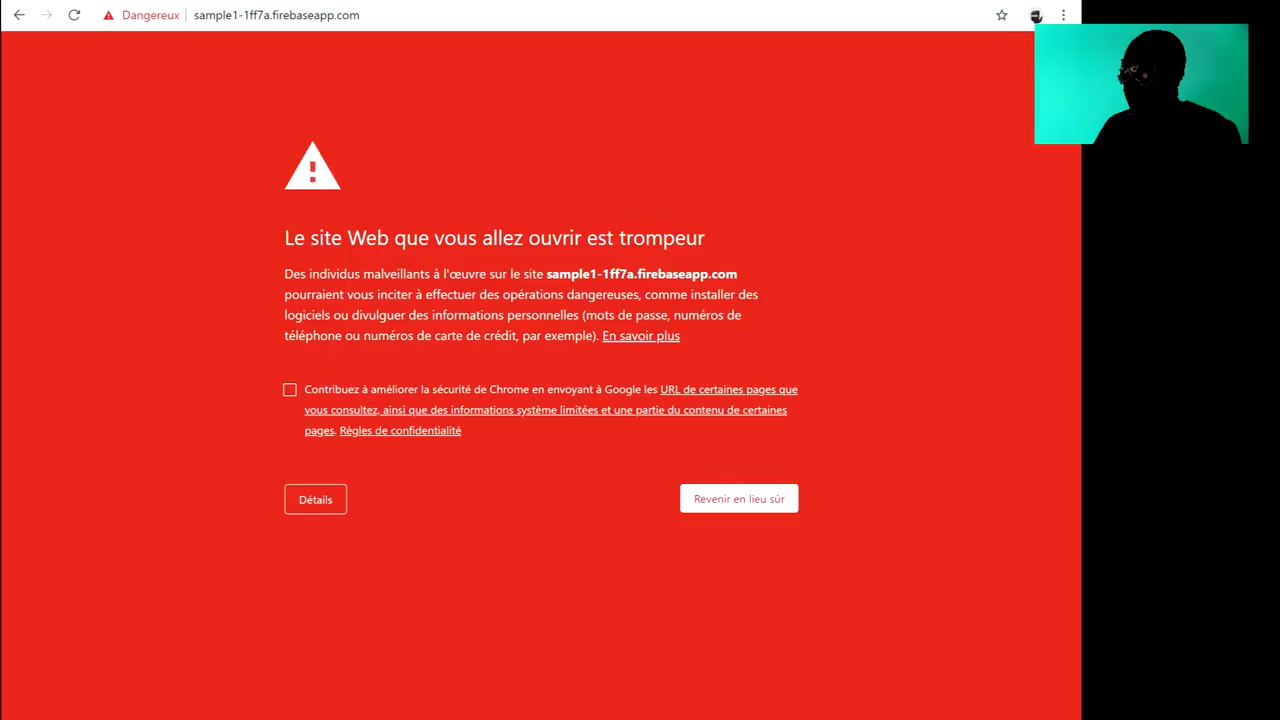 Dangereux sample1-1ff7a.firebaseapp.com
!
Le site Web que vous allez ouvrir est trompeur
Des individus malveillants à l'œuvre sur le site sample1-1ff7a.firebaseapp.com
pourraient vous inciter à effectuer des opérations dangereuses, comme installer des
logiciels ou divulguer des informations personnelles (mots de passe, numéros de
téléphone ou numéros de carte de crédit, par exemple). En savoir plus
Contribuez à améliorer la sécurité de Chrome en envoyant à Google les URL de certaines pages que
vous consultez, ainsi que des informations système limitées et une partie du contenu de certaines
pages. Règles de confidentialité
Détails
Revenir en lieu sûr